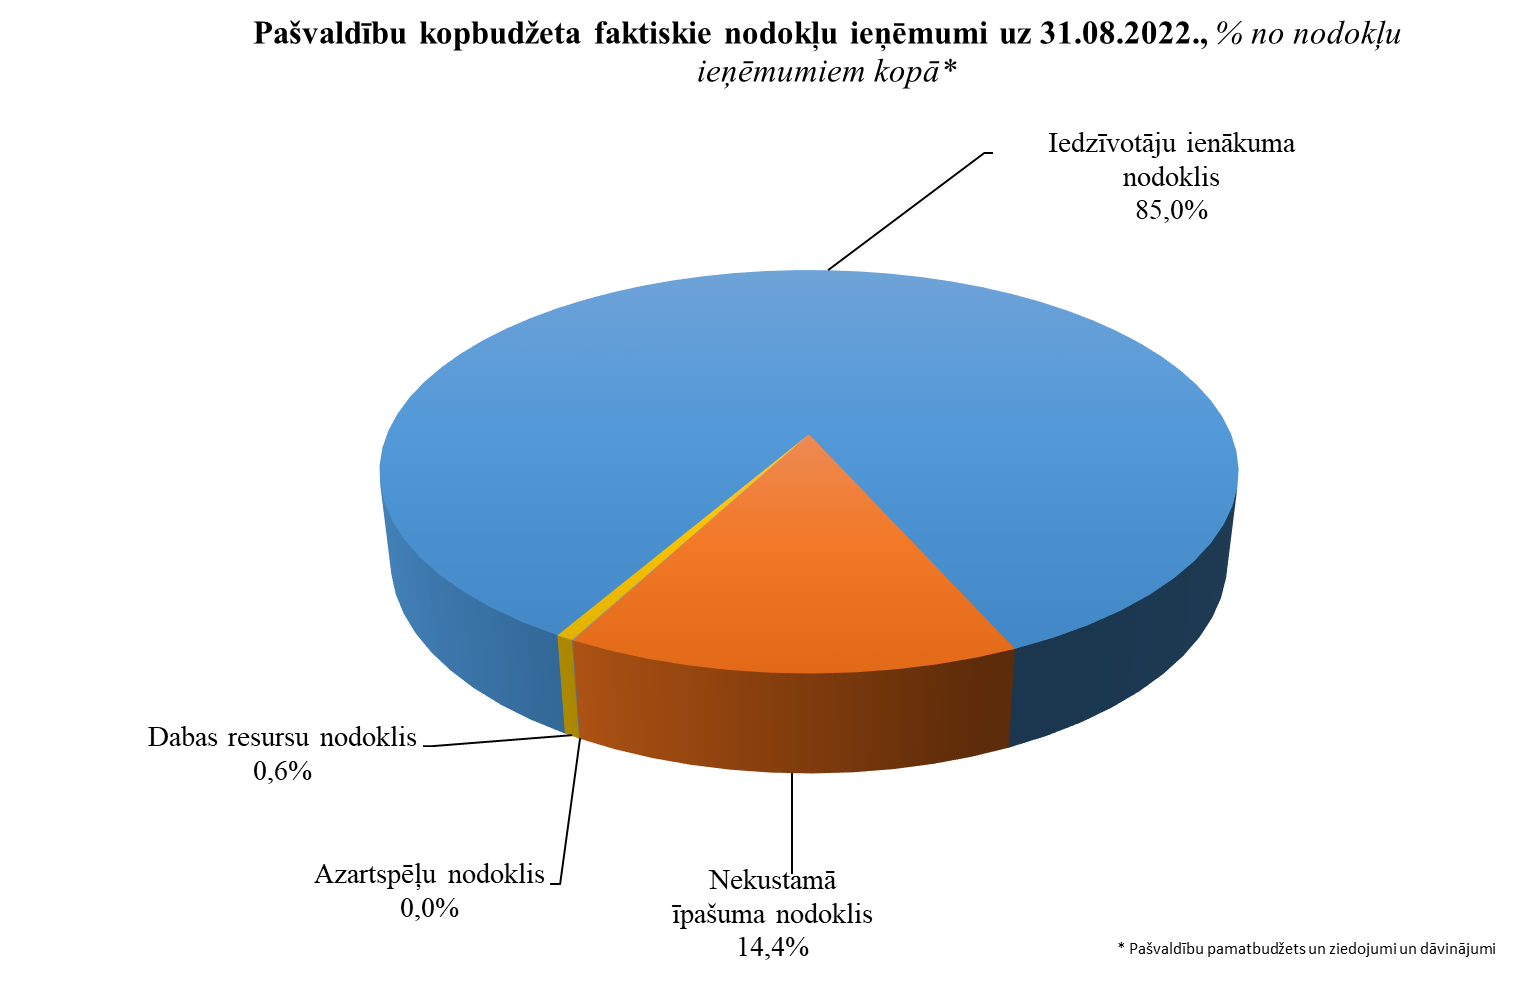 Pašvaldību kopbudžeta faktiskie nodokļu ieņēmumi uz 31.08.2022., % no nodokļu
ieņēmumiem kopā*
Iedzīvotāju ienākuma
nodoklis
85,0%
Dabas resursu nodoklis
0,6%
Azartspēļu nodoklis
0,0%
Nekustamā
īpašuma nodoklis
14,4%
* Pašvaldību pamatbudžets un ziedojumi un dāvinājumi